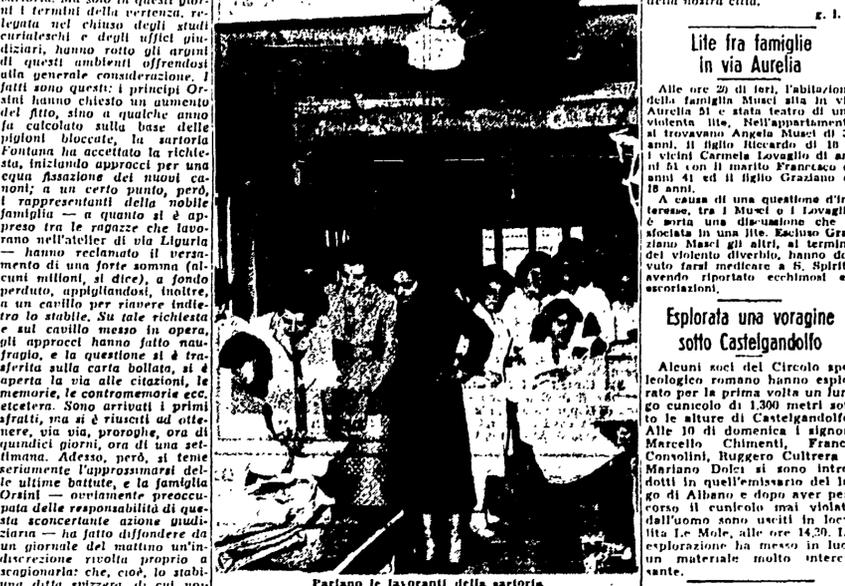 ni i termini della vertenza, re-
legata nel chiuso degli studi
curialeschi e degli uffici giu-
diziari, hanno rotto gli argini
di questi ambienti offrendosi
alla generale considerazione. I
fatti sono questi: i principi Or-
sini hanno chiesto un aumento
del fitto, sino a qualche anno
fa calcolato sulla base delle
pigioni bloccate, la sartoria
Fontana ha accettato la richie-
sta, iniziando approcci per una
equa fissazione dei nuovi ca-
noni; a un certo punto, però,
i rappresentanti della nobile
famiglia — a quanto si è ap-
preso tra le ragazze che lavo-
rano nell'atelier di via Liguria
— hanno reclamato il versa-
mento di una forte somma (al-
cuni milioni, si dice), a fondo
perduto, appigliandosi, inoltre,
a un cavillo per riavere indie-
tro lo stabile. Su tale richiesta
e sul cavillo messo in opera,
gli approcci hanno fatto nau-
fragio, e la questione si è tra-
sferita sulla carta bollata, si è
aperta la via alle citazioni, le
memorie, le contromemorie ecc.
etcetera. Sono arrivati i primi
sfratti, ma si è riusciti ad otte-
nere, via via, proroghe, ora di
quindici giorni, ora di una set-
timana. Adesso, però, si teme
seriamente l'approssimarsi del-
le ultime battute, e la famiglia
Orsini — ovviamente preoccu-
pata delle responsabilità di que-
sta sconcertante azione giudi-
ziaria — ha fatto diffondere da
un giornale del mattino un'in-
discrezione rivolta proprio a
scagionarla: che, cioè, lo stabi-
Parlano le lavoranti della sartoria
della nostra città.
g. l.
Lite fra famiglie
in via Aurelia
Alle ore 20 di ieri, l'abitazio
della famiglia Musci sita in vi
Aurelia 51 è stata teatro di un
violenta lite. Nell'appartament
si trovavano Angela Musci di
anni, il figlio Riccardo di 18
i vicini Carmela Lovaglio di an
ni 51 con il marito Francesco
anni 41 ed il figlio Graziano
18 anni.
A causa di una questione d'in
teresse, tra i Musci e i Lovagli
è sorta una discussione che
sfociata in una lite. Escluso Gra
ziano Masci gli altri, al termin
del violento diverbio, hanno do
vuto farsi medicare a S. Spirit
avendo riportato ecchimosi e
escoriazioni.
Esplorata una voragine
sotto Castelgandolfo
Alcuni soci del Circolo spe
leologico romano hanno esplo
rato per la prima volta un lun
go cunicolo di 1.300 metri sot
to le alture di Castelgandolfo
Alle 10 di domenica i signor
Marcello Chimenti, Franc
Consolini, Ruggero Cultrera
Mariano Dolci si sono intro
dotti in quell'emissario del la
go di Albano e dopo aver per
corso il cunicolo mai violat
dall'uomo sono usciti in loca
lità Le Mole, alle ore 14,30. L
esplorazione ha messo in luc
un materiale molto interes
sante.